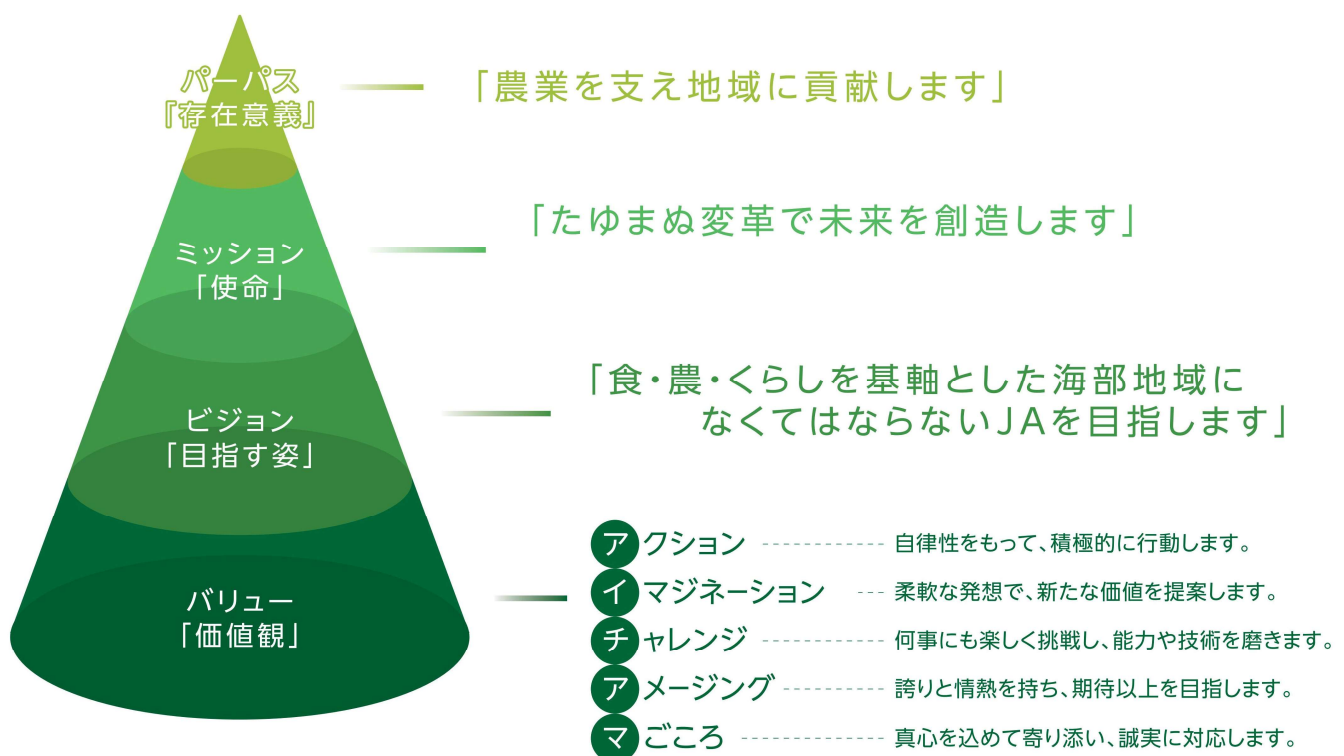 パーパス
「存在意義」
「農業を支え地域に貢献します」
ミッション
「使命」
「たゆまぬ変革で未来を創造します」
ビジョン
「目指す姿」
「食・農・くらしを基軸とした海部地域に
なくてはならないJAを目指します」
バリュー
「価値観」
アクション ------------ 自律性をもって、積極的に行動します。
イマジネーション --- 柔軟な発想で、新たな価値を提案します。
チャレンジ ------------ 何事にも楽しく挑戦し、能力や技術を磨きます。
アメージング ---------- 誇りと情熱を持ち、期待以上を目指します。
マごころ -------------- 真心を込めて寄り添い、誠実に対応します。